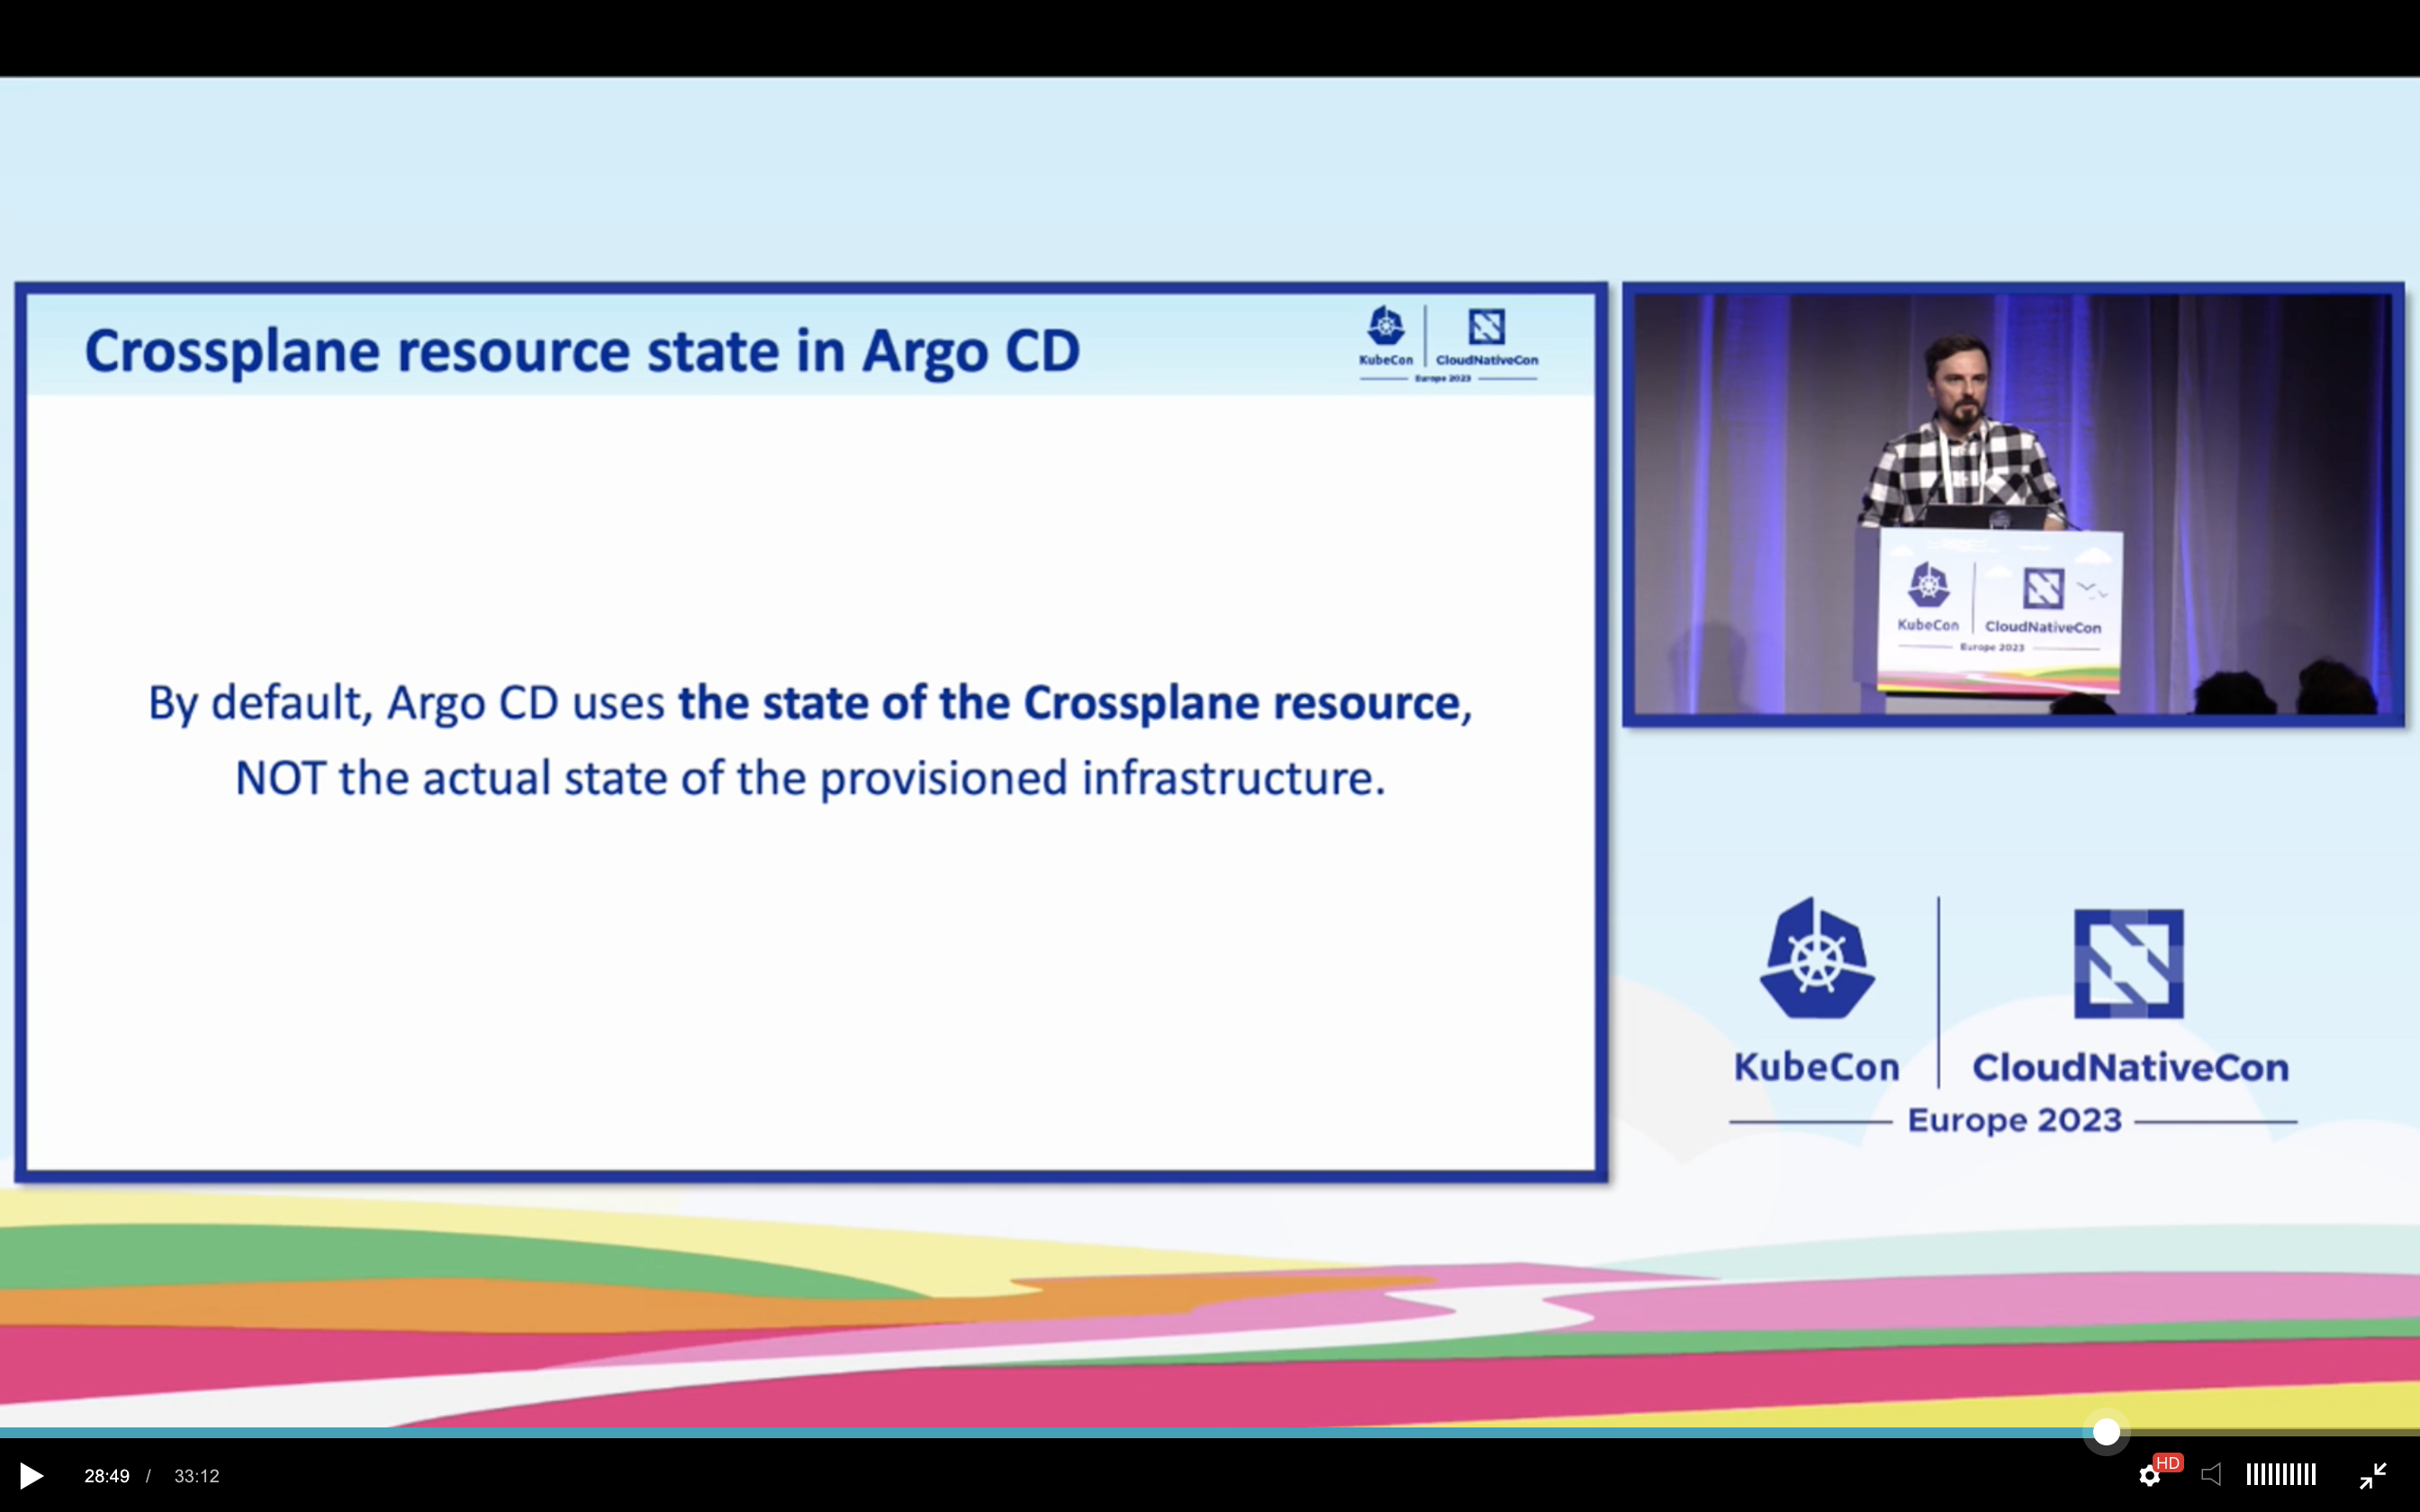 Crossplane resource state in Argo CD
KubeCon
CloudNativeCon
Europe 2023
By default, Argo CD uses the state of the Crossplane resource,
NOT the actual state of the provisioned infrastructure.
KubeCon
CloudNativeCon
Europe 2023
KubeCon
CloudNativeCon
Europe 2023
28:49 / 33:12
HD